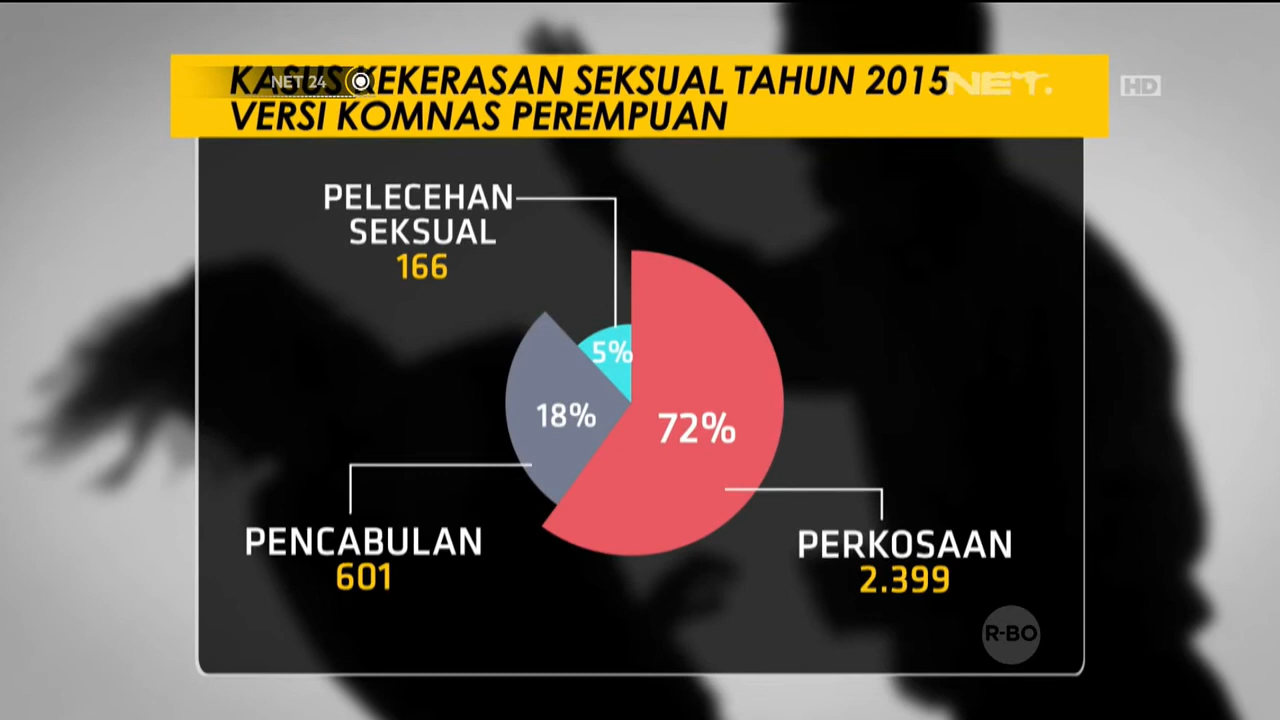 KASUS KEKERASAN SEKSUAL TAHUN 2015
VERSI KOMNAS PEREMPUAN
NET 24
NET.
HD
PELECEHAN
SEKSUAL
166
5%
18%
72%
PENCABULAN
601
PERKOSAAN
2.399
R-BO